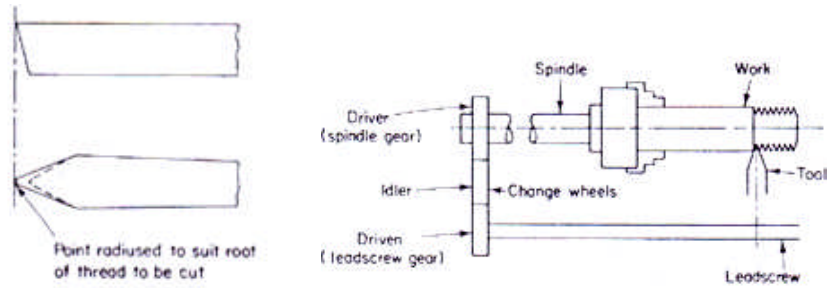 Point radiused to suit root
of thread to be cut
Spindle
Work
Driver
(spindle gear)
Idler
Change wheels
Tool
Driven
(leadscrew gear)
Leadscrew